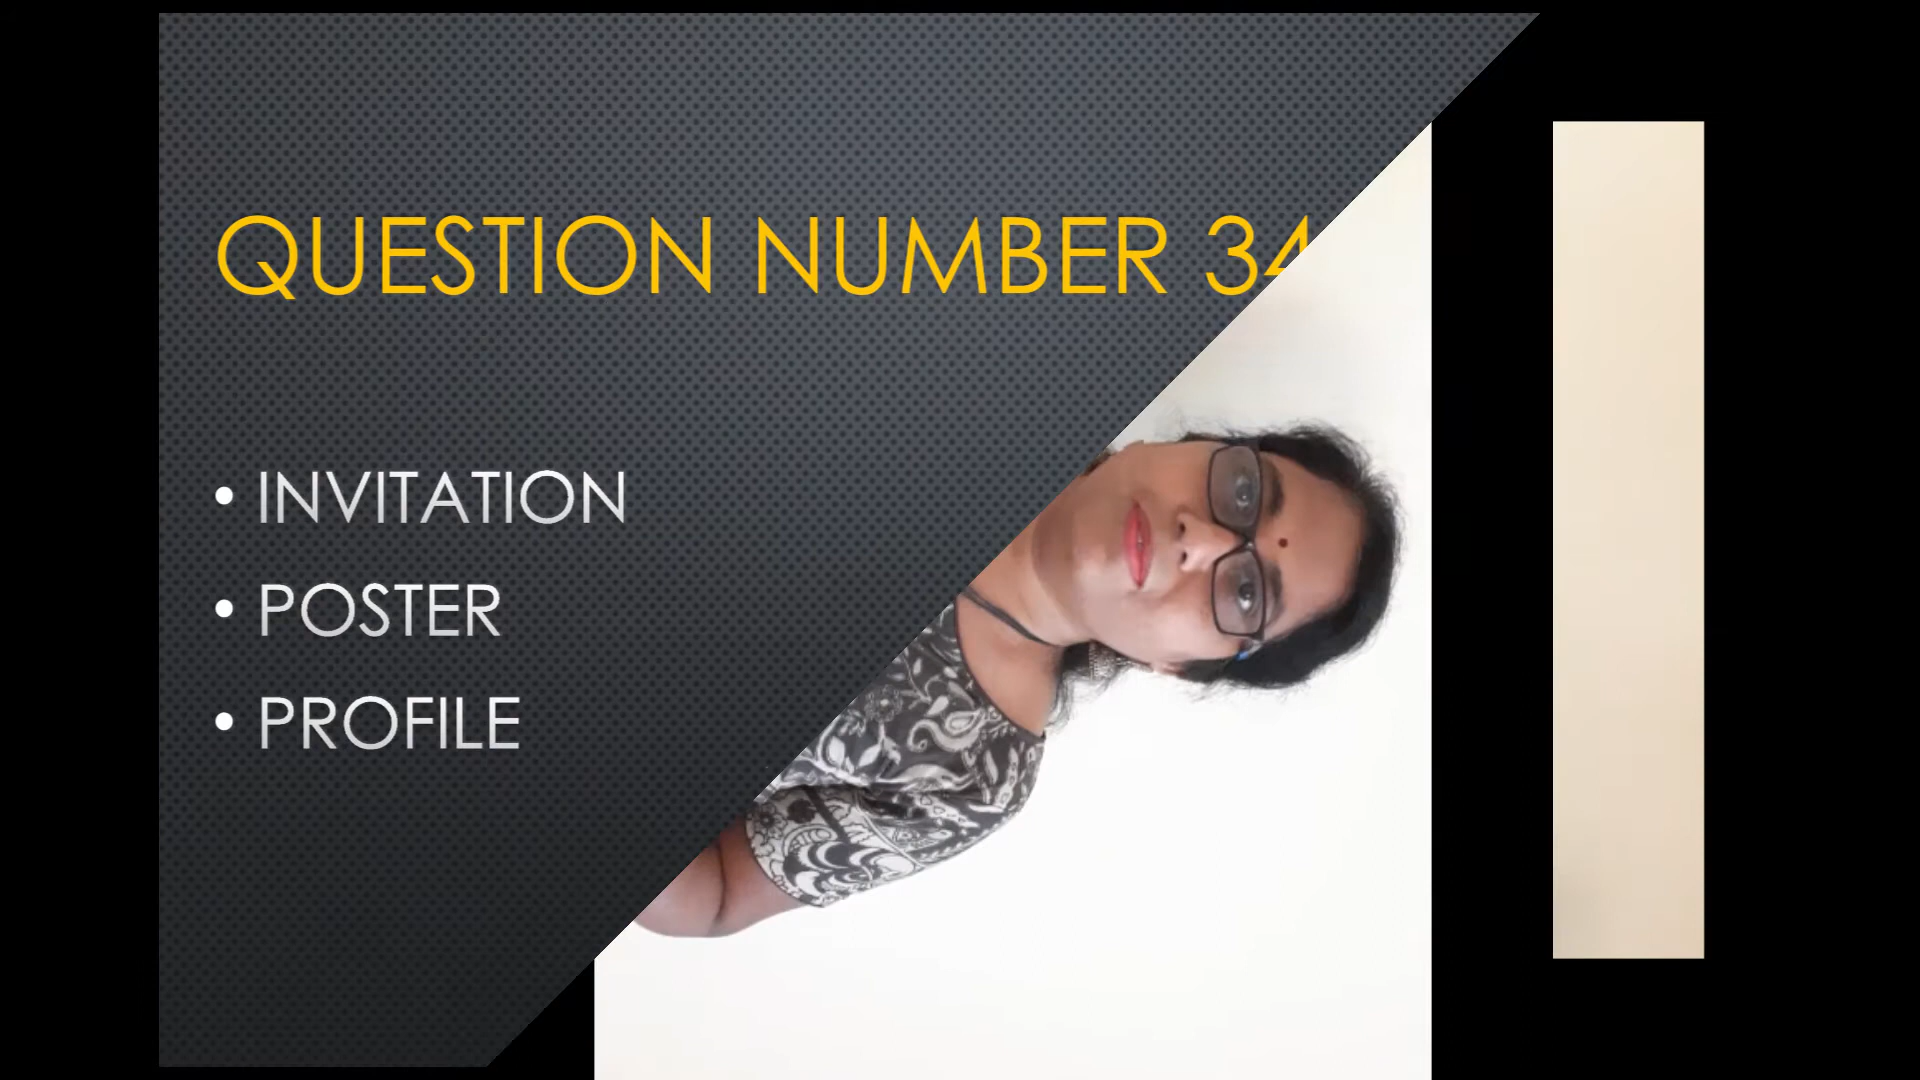 QUESTION NUMBER 34
• INVITATION
• POSTER
• PROFILE